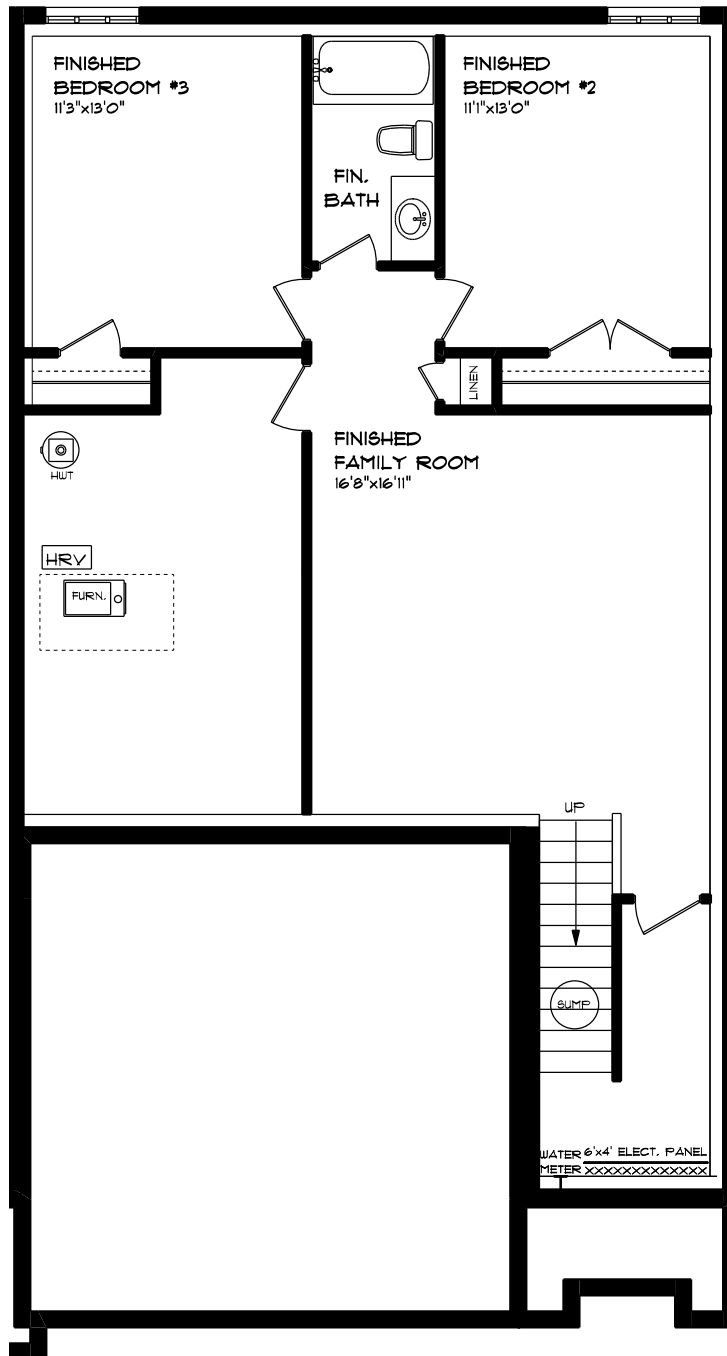 FINISHED
BEDROOM #3
11'3"x13'0"
FINISHED
BEDROOM #2
11'1"x13'0"
FIN.
BATH
LINEN
FINISHED
FAMILY ROOM
16'8"x16'11"
HWT
HRV
FURN.
UP
SUMP
WATER
METER
6'x4' ELECT. PANEL